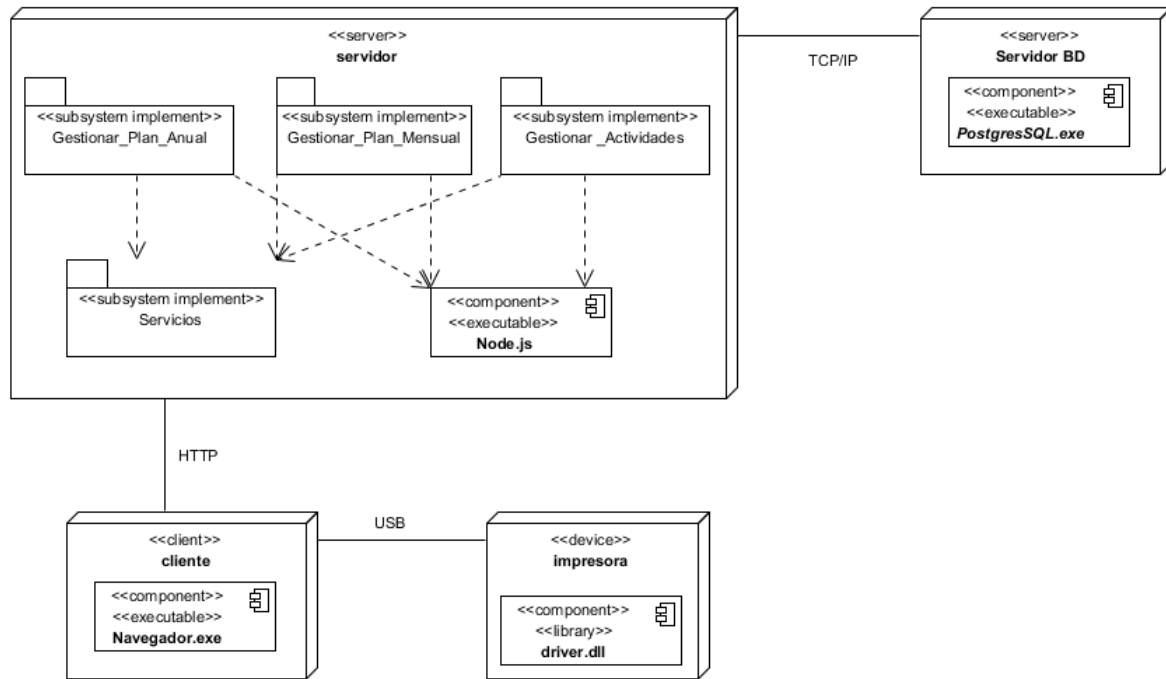 <<server>>
servidor
<<subsystem implement>>
Gestionar_Plan_Anual
<<subsystem implement>>
Gestionar_Plan_Mensual
<<subsystem implement>>
Gestionar _Actividades
<<subsystem implement>>
Servicios
<<component>>
<<executable>>
Node.js
TCP/IP
<<server>>
Servidor BD
<<component>>
<<executable>>
PostgresSQL.exe
HTTP
<<client>>
cliente
<<component>>
<<executable>>
Navegador.exe
USB
<<device>>
impresora
<<component>>
<<library>>
driver.dll